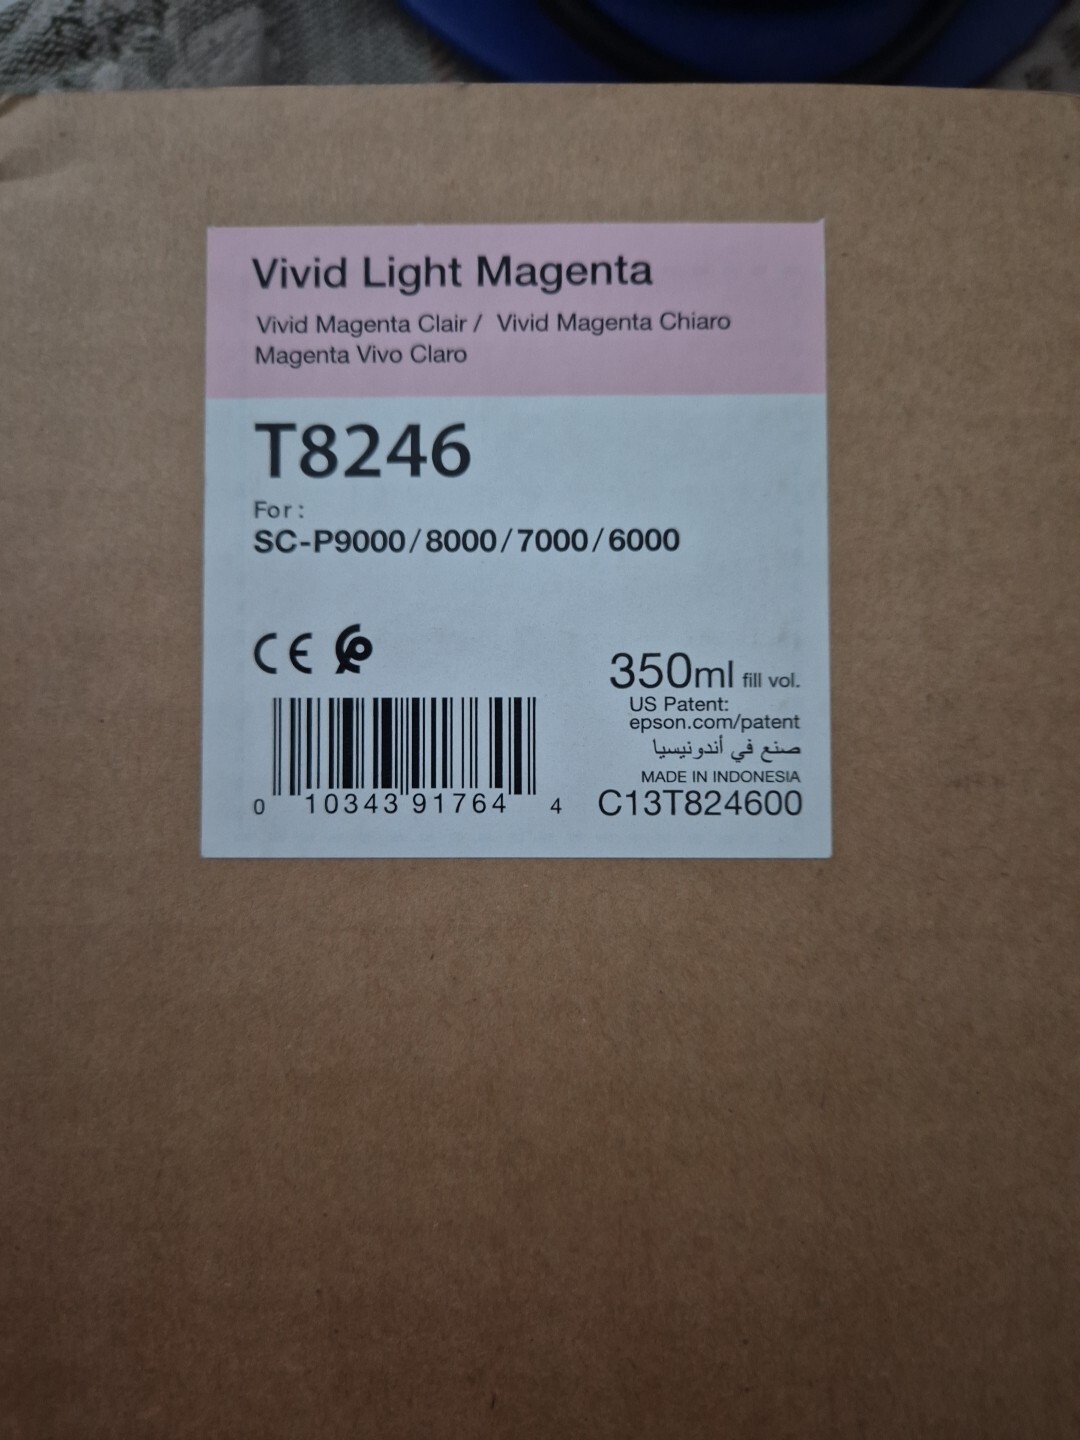 Vivid Light Magenta
Vivid Magenta Clair / Vivid Magenta Chiaro
Magenta Vivo Claro
T8246
For :
SC-P9000/8000/7000/6000
CE
350ml fill vol.
US Patent:
epson.com/patent
صنع في أندونيسيا
MADE IN INDONESIA
C13T824600
0 10343 91764 4